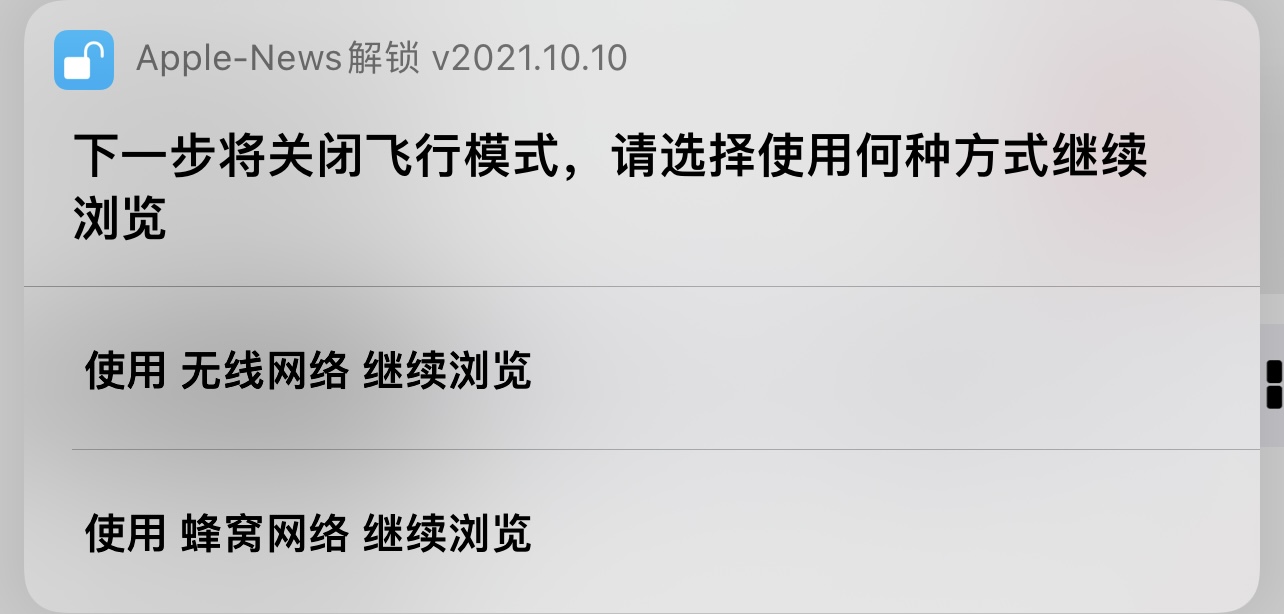 Apple-News解锁 v2021.10.10
下一步将关闭飞行模式，请选择使用何种方式继续
浏览
使用 无线网络 继续浏览
使用 蜂窝网络 继续浏览